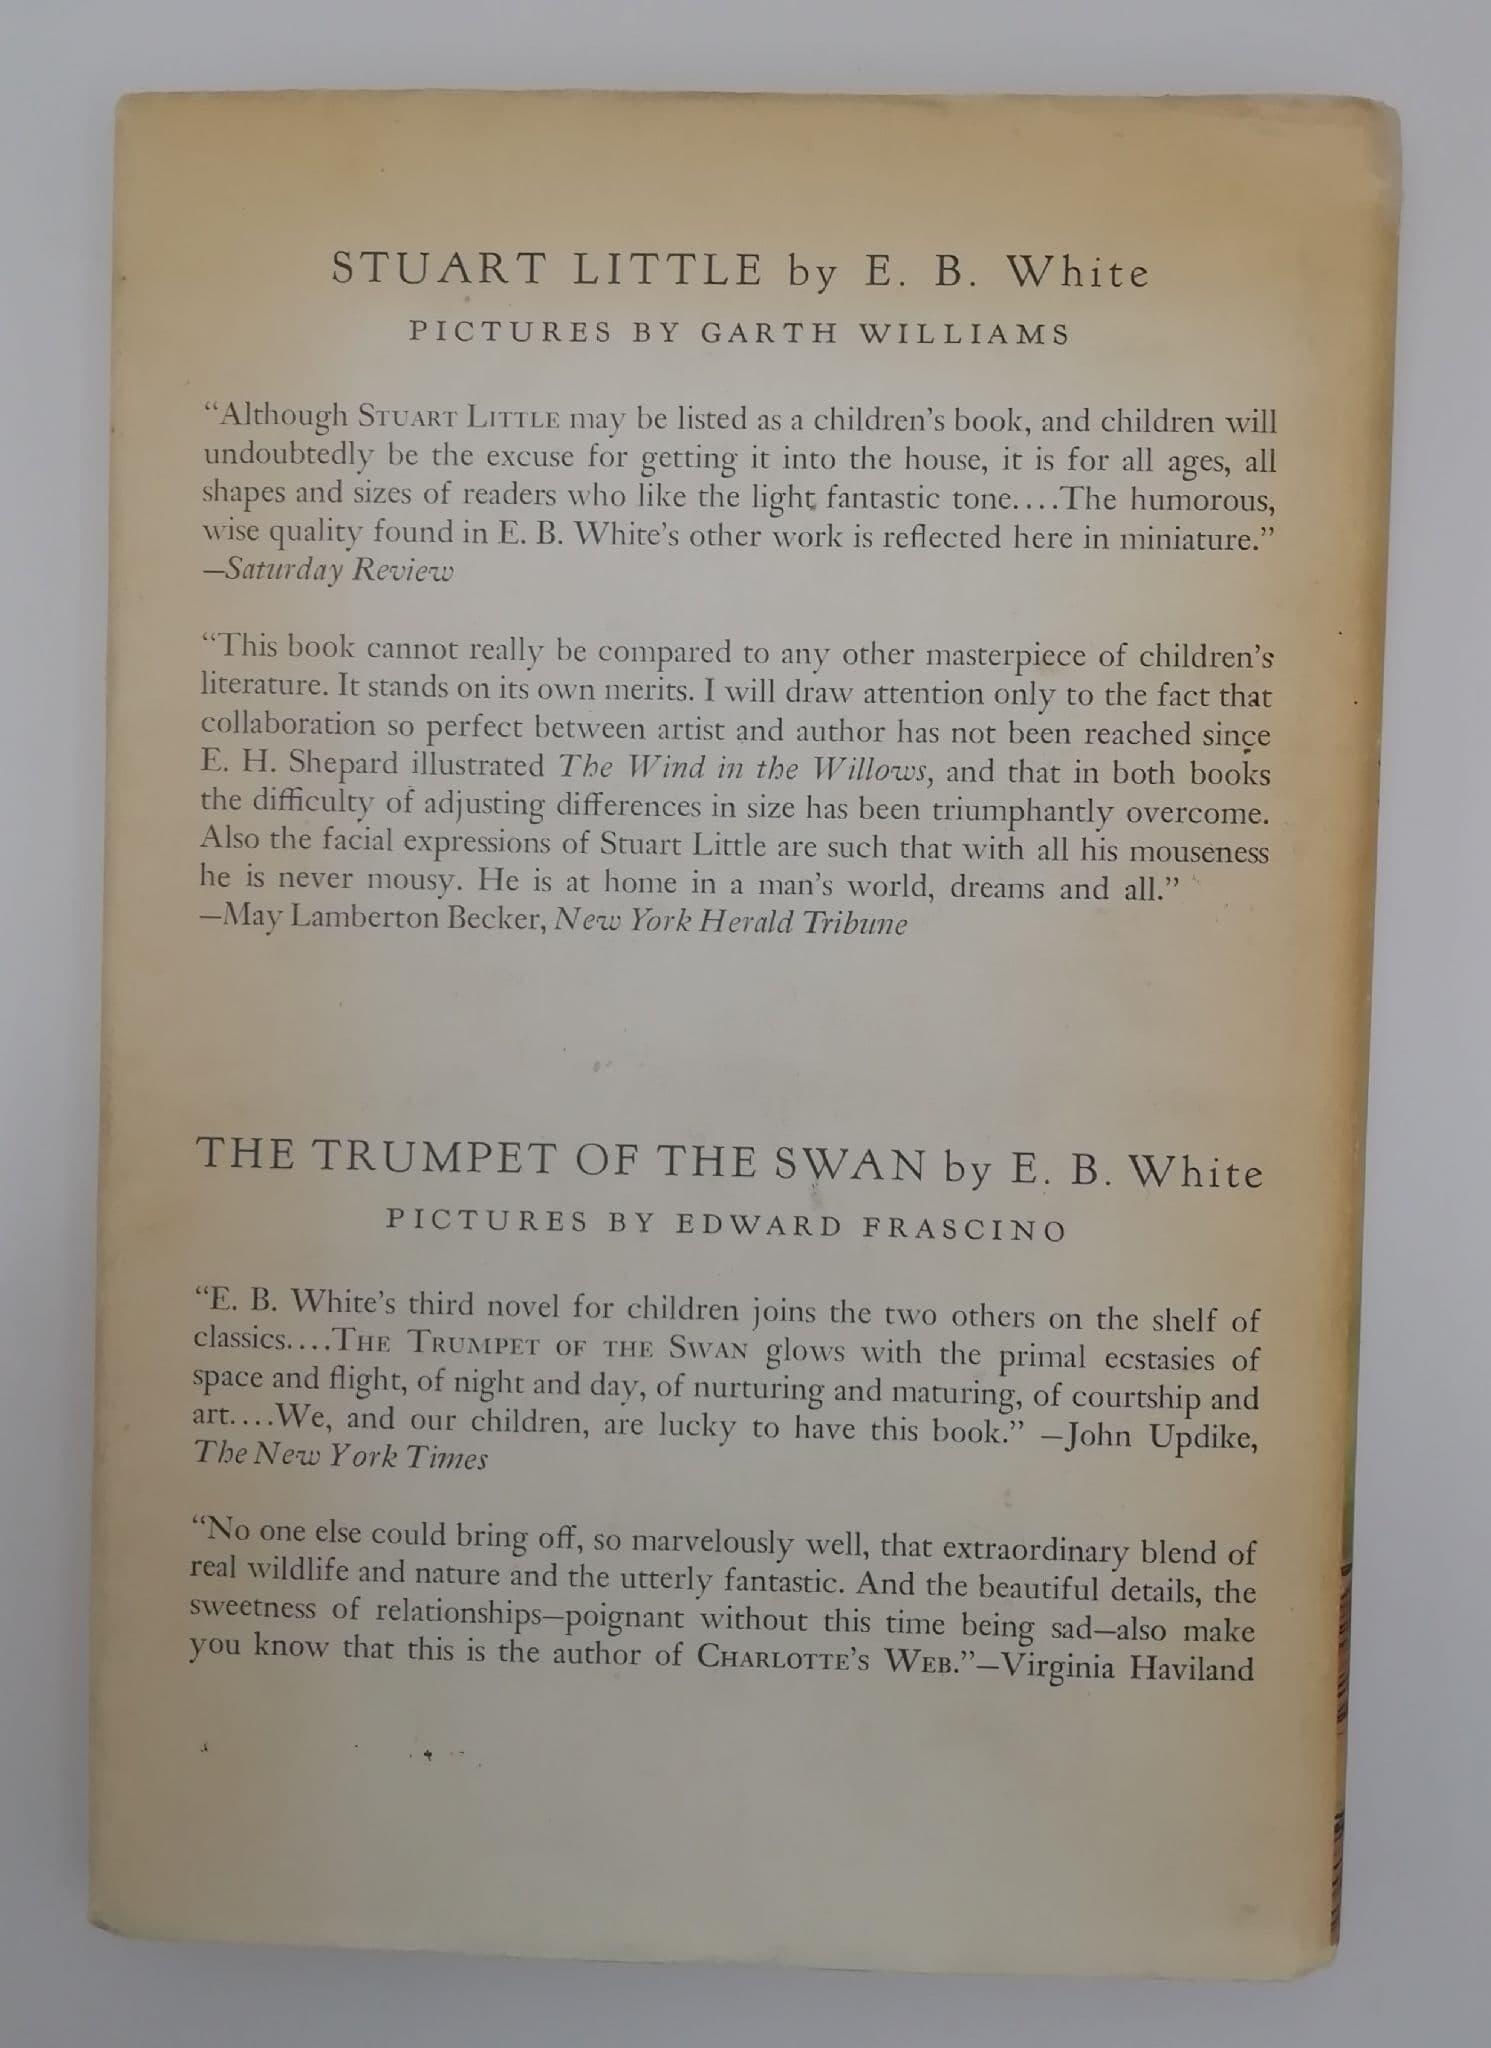 STUART LITTLE by E. B. White
PICTURES BY GARTH WILLIAMS
“Although STUART LITTLE may be listed as a children’s book, and children will
undoubtedly be the excuse for getting it into the house, it is for all ages, all
shapes and sizes of readers who like the light fantastic tone....The humorous,
wise quality found in E. B. White’s other work is reflected here in miniature.”
—Saturday Review
“This book cannot really be compared to any other masterpiece of children’s
literature. It stands on its own merits. I will draw attention only to the fact that
collaboration so perfect between artist and author has not been reached since
E. H. Shepard illustrated The Wind in the Willows, and that in both books
the difficulty of adjusting differences in size has been triumphantly overcome.
Also the facial expressions of Stuart Little are such that with all his mouseness
he is never mousy. He is at home in a man’s world, dreams and all.”
—May Lamberton Becker, New York Herald Tribune
THE TRUMPET OF THE SWAN by E. B. White
PICTURES BY EDWARD FRASCINO
“E. B. White’s third novel for children joins the two others on the shelf of
classics....THE TRUMPET OF THE SWAN glows with the primal ecstasies of
space and flight, of night and day, of nurturing and maturing, of courtship and
art....We, and our children, are lucky to have this book.” —John Updike,
The New York Times
“No one else could bring off, so marvelously well, that extraordinary blend of
real wildlife and nature and the utterly fantastic. And the beautiful details, the
sweetness of relationships—poignant without this time being sad—also make
you know that this is the author of CHARLOTTE’S WEB.”—Virginia Haviland